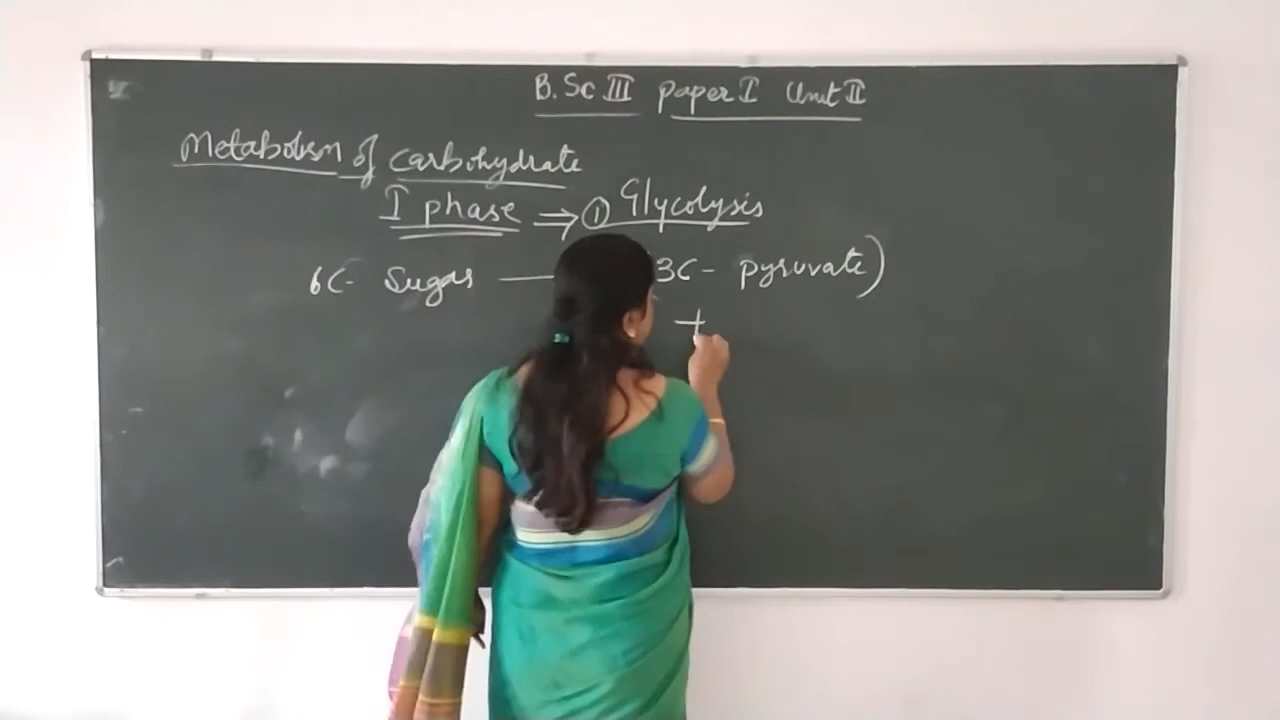 B.Sc III paper I Unit II
Metabolism of carbohydrate
I phase ⇒ ① Glycolysis
6C- Sugar — 3C- pyruvate)
+